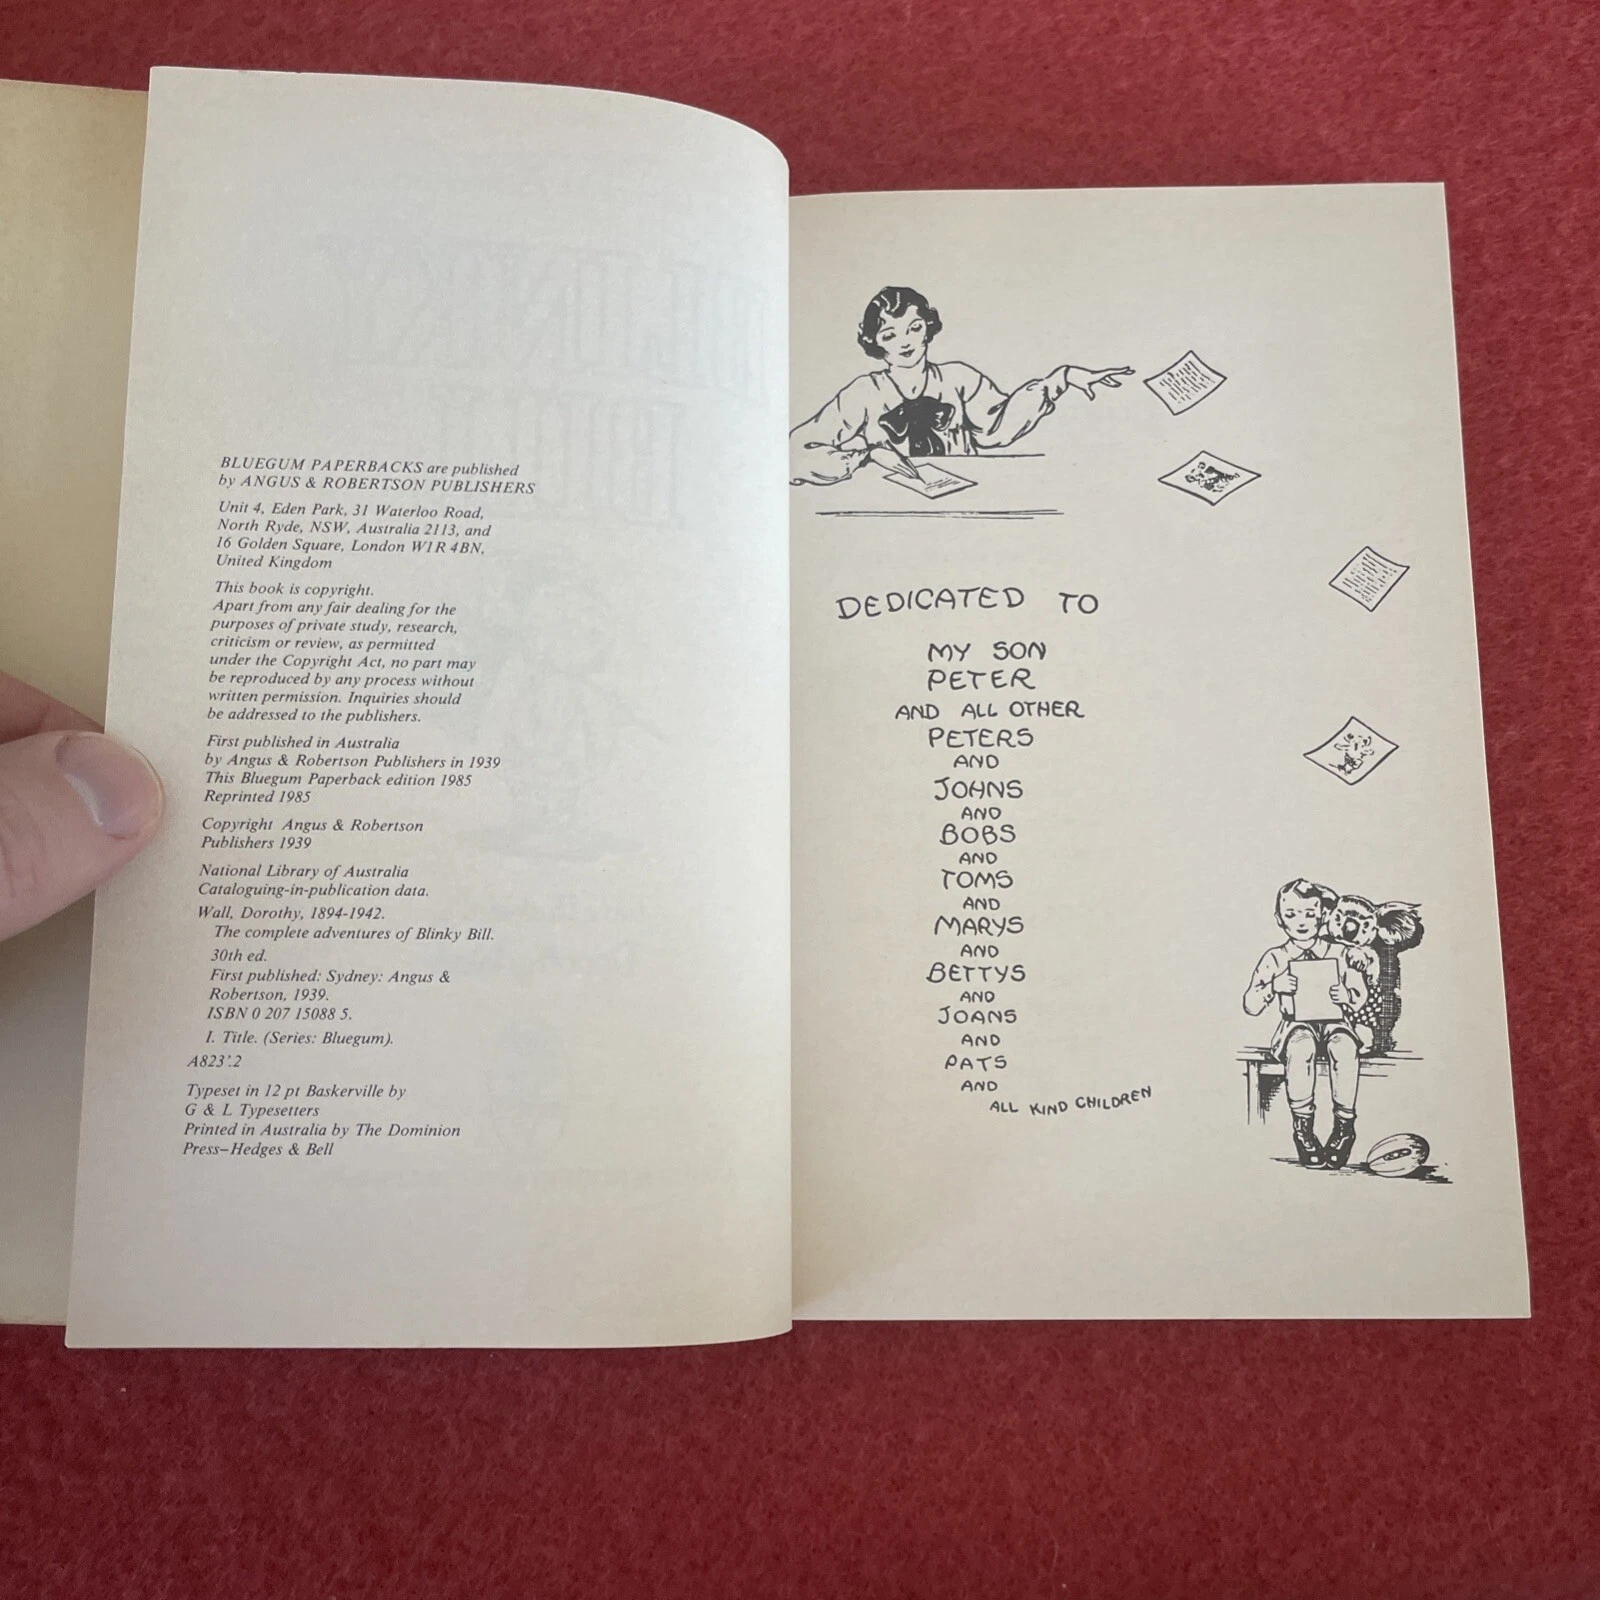 BLUEGUM PAPERBACKS are published
by ANGUS & ROBERTSON PUBLISHERS
Unit 4, Eden Park, 31 Waterloo Road,
North Ryde, NSW, Australia 2113, and
16 Golden Square, London W1R 4BN,
United Kingdom
This book is copyright.
Apart from any fair dealing for the
purposes of private study, research,
criticism or review, as permitted
under the Copyright Act, no part may
be reproduced by any process without
written permission. Inquiries should
be addressed to the publishers.
First published in Australia
by Angus & Robertson Publishers in 1939
This Bluegum Paperback edition 1985
Reprinted 1985
Copyright Angus & Robertson
Publishers 1939
National Library of Australia
Cataloguing-in-publication data.
Wall, Dorothy, 1894-1942.
The complete adventures of Blinky Bill.
30th ed.
First published: Sydney: Angus &
Robertson, 1939.
ISBN 0 207 15088 5.
I. Title. (Series: Bluegum).
A823'.2
Typeset in 12 pt Baskerville by
G & L Typesetters
Printed in Australia by The Dominion
Press–Hedges & Bell
DEDICATED TO
MY SON
PETER
AND ALL OTHER
PETERS
AND
JOHNS
AND
BOBS
AND
TOMS
AND
MARYS
AND
BETTYS
AND
JOANS
AND
PATS
AND
ALL KIND CHILDREN